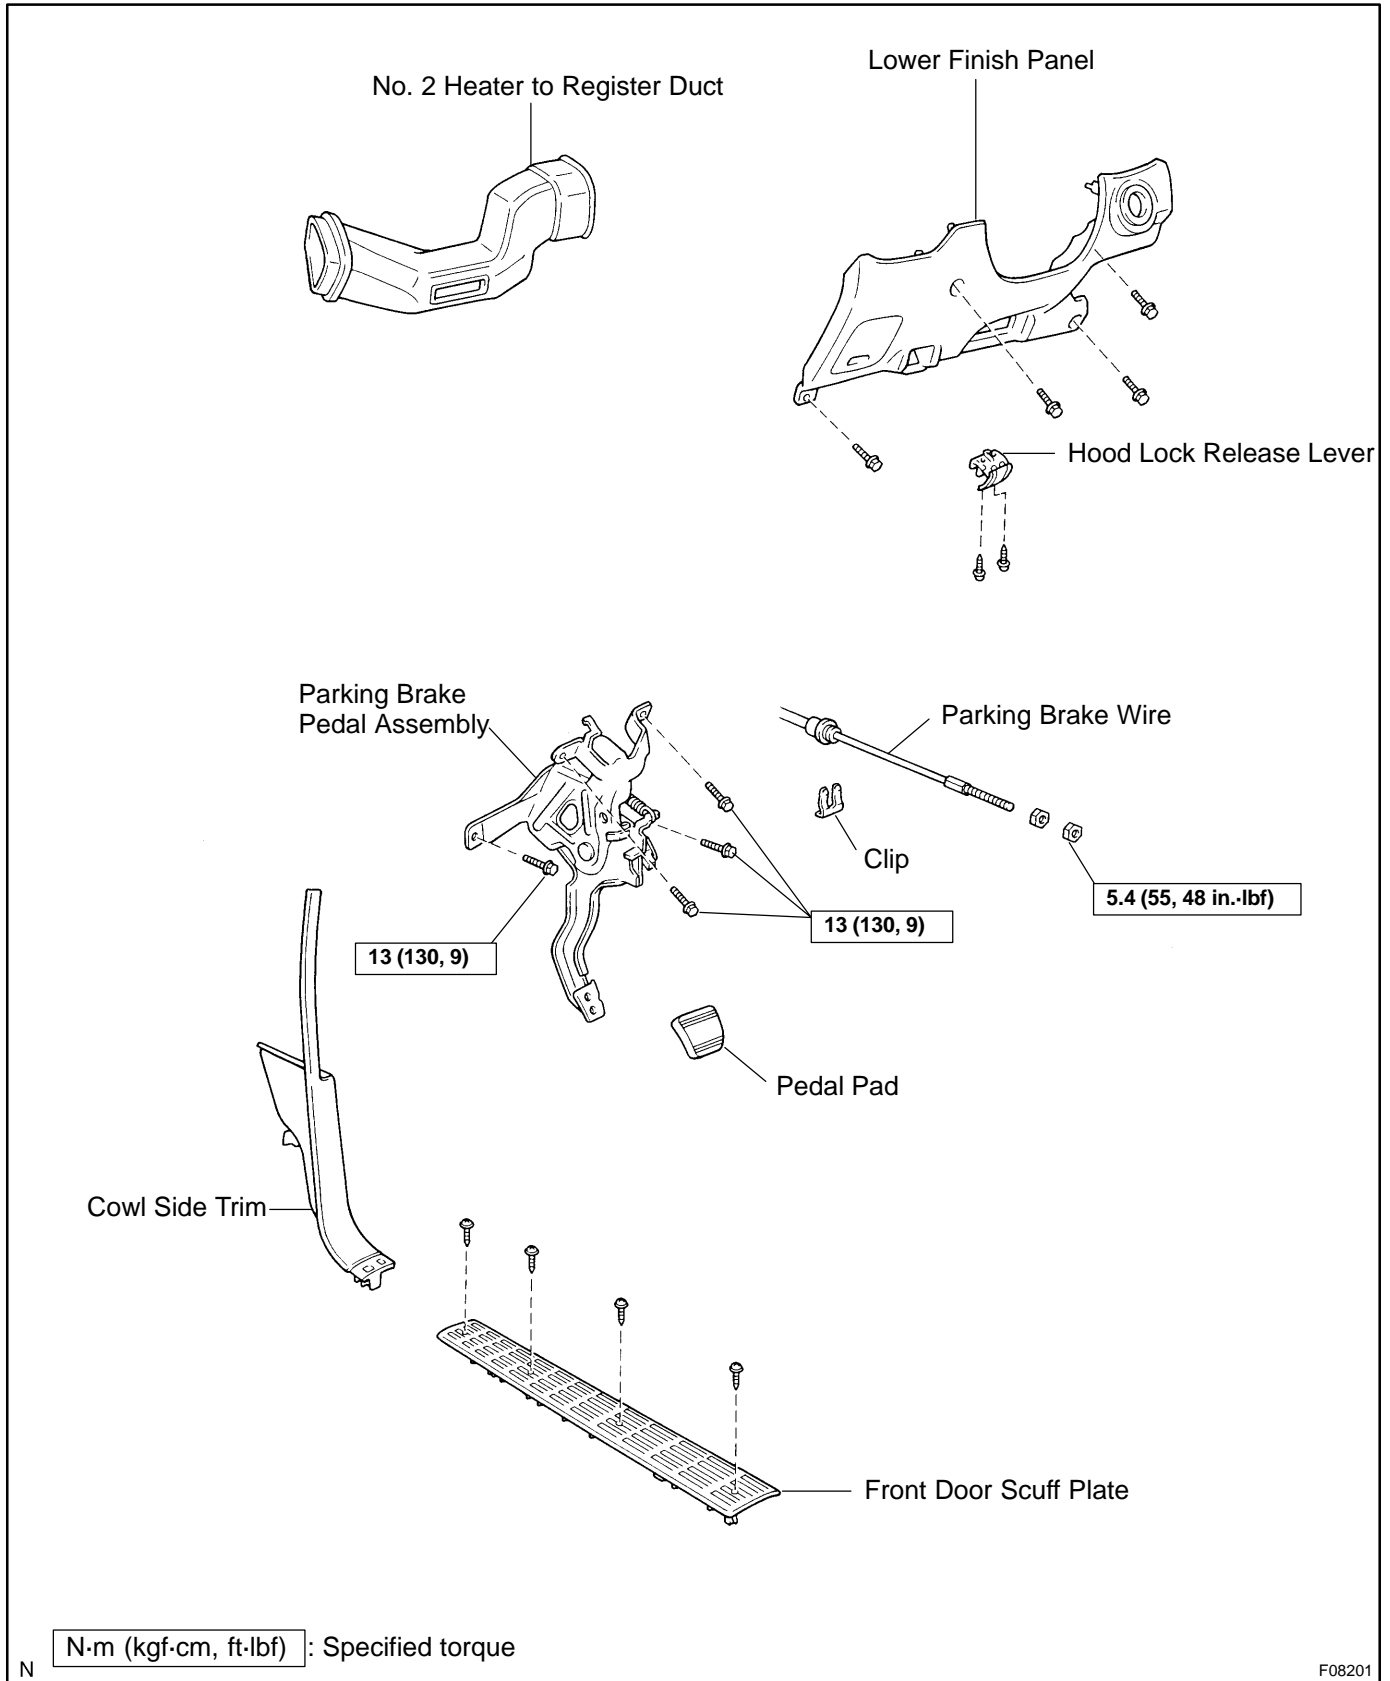 Lower Finish Panel
No. 2 Heater to Register Duct
Hood Lock Release Lever
Parking Brake
Pedal Assembly
Parking Brake Wire
Clip
5.4 (55, 48 in.·lbf)
13 (130, 9)
13 (130, 9)
Pedal Pad
Cowl Side Trim
Front Door Scuff Plate
N·m (kgf·cm, ft·lbf) : Specified torque
N
F08201